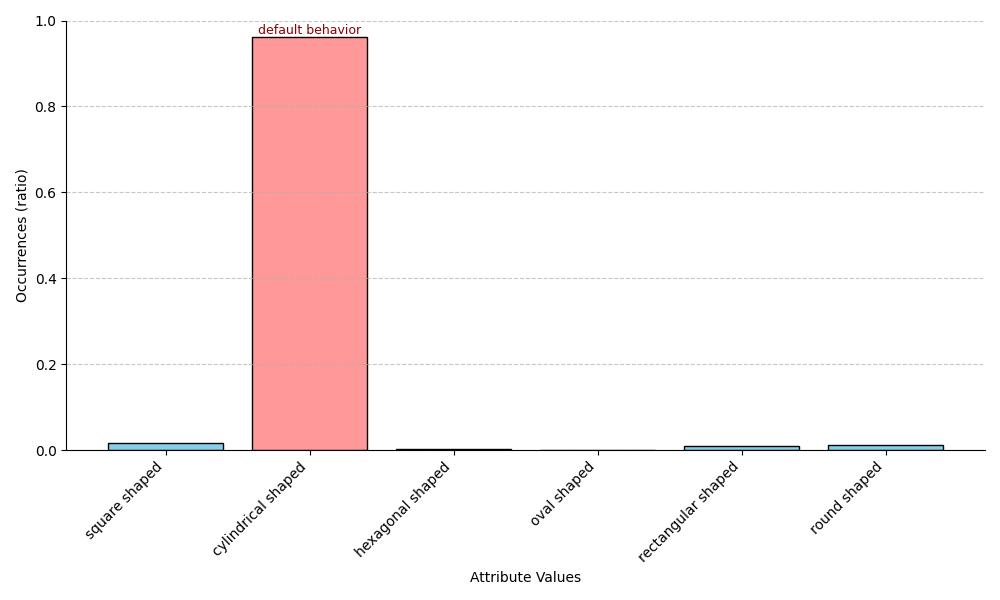 default behavior
1.0
0.8
0.6
0.4
0.2
0.0
Occurrences (ratio)
square shaped
cylindrical shaped
hexagonal shaped
oval shaped
rectangular shaped
round shaped
Attribute Values